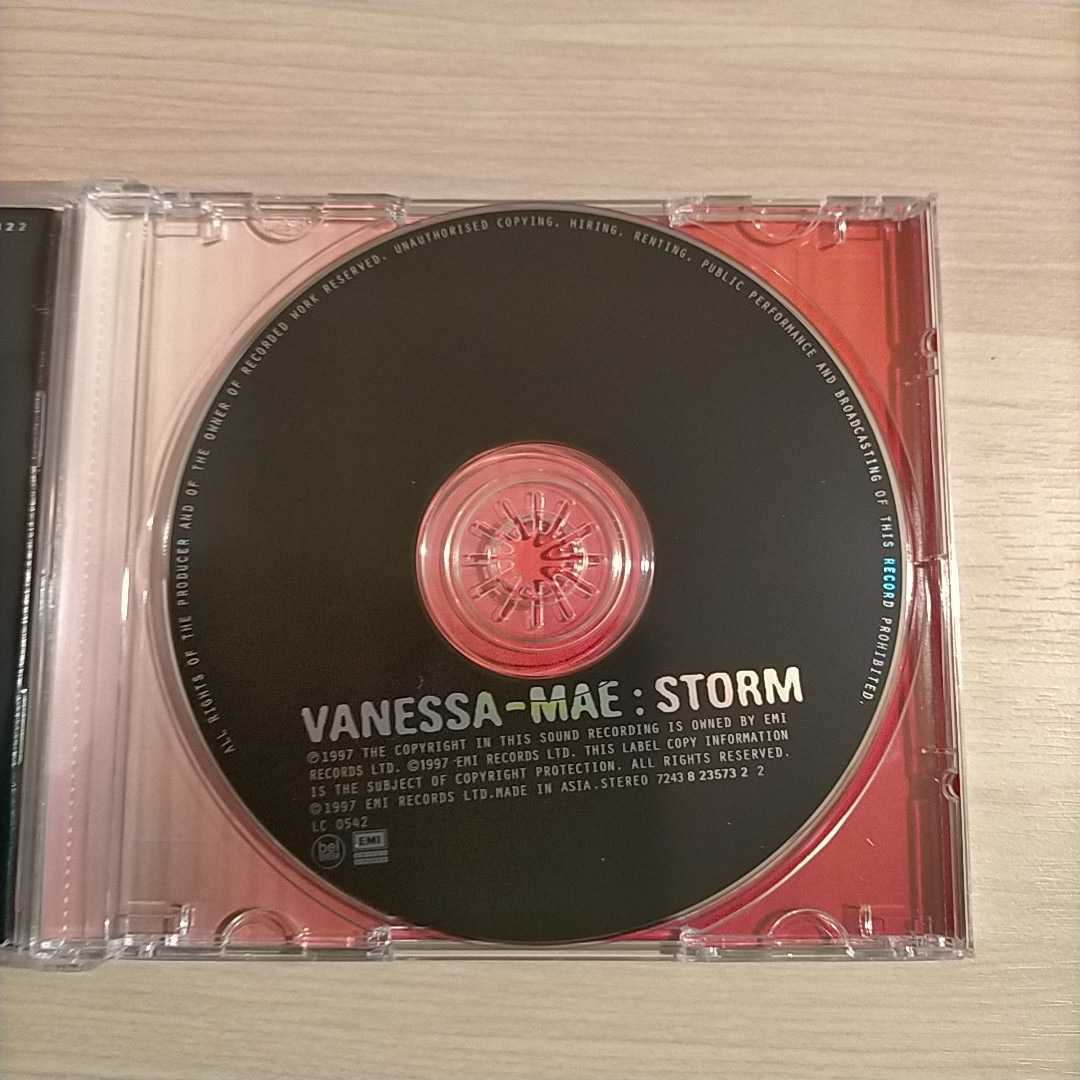 122
ALL RIGHTS OF THE PRODUCER AND OF THE OWNER OF RECORDED WORK RESERVED. UNAUTHORISED COPYING, HIRING, RENTING, PUBLIC PERFORMANCE AND BROADCASTING OF THIS RECORD PROHIBITED.
VANESSA-MAE : STORM
℗1997 THE COPYRIGHT IN THIS SOUND RECORDING IS OWNED BY EMI
RECORDS LTD. ©1997 EMI RECORDS LTD. THIS LABEL COPY INFORMATION
IS THE SUBJECT OF COPYRIGHT PROTECTION. ALL RIGHTS RESERVED.
©1997 EMI RECORDS LTD.MADE IN ASIA.STEREO 7243 8 23573 2 2
LC 0542
bel
BIEM
EMI